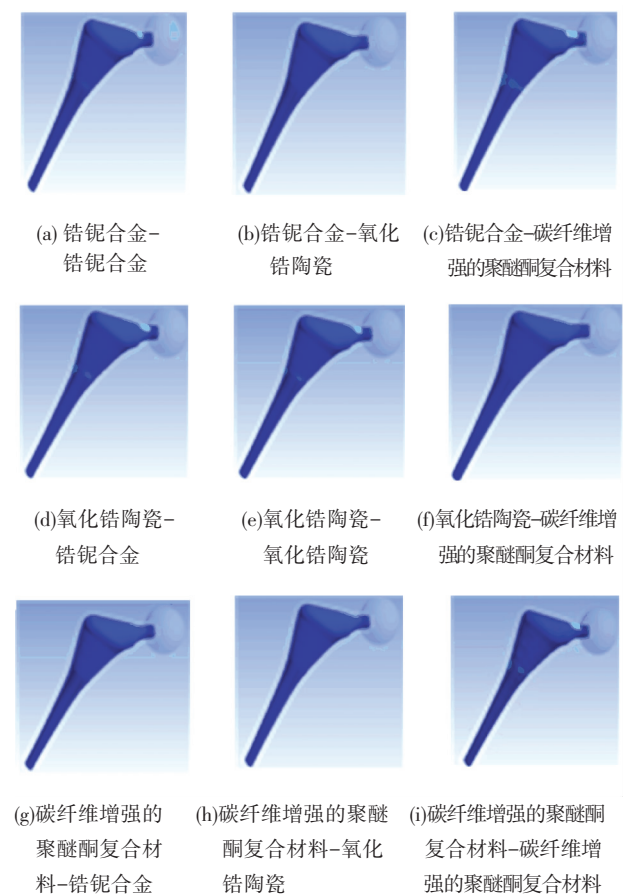 (a) 锆铌合金–
锆铌合金
(b)锆铌合金–氧化
锆陶瓷
(c)锆铌合金–碳纤维增
强的聚醚酮复合材料
(d)氧化锆陶瓷–
锆铌合金
(e)氧化锆陶瓷–
氧化锆陶瓷
(f)氧化锆陶瓷–碳纤维增
强的聚醚酮复合材料
(g)碳纤维增强的
聚醚酮复合材
料–锆铌合金
(h)碳纤维增强的聚醚
酮复合材料–氧化
锆陶瓷
(i)碳纤维增强的聚醚酮
复合材料–碳纤维增
强的聚醚酮复合材料